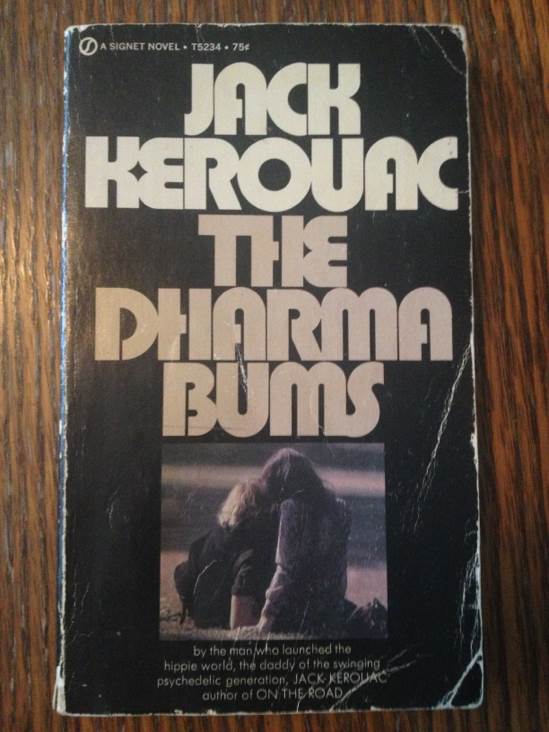 A SIGNET NOVEL • T5234 • 75¢
JACK
KEROUAC
THE
DHARMA
BUMS
by the man who launched the
hippie world, the daddy of the swinging
psychedelic generation, JACK KEROUAC
author of ON THE ROAD